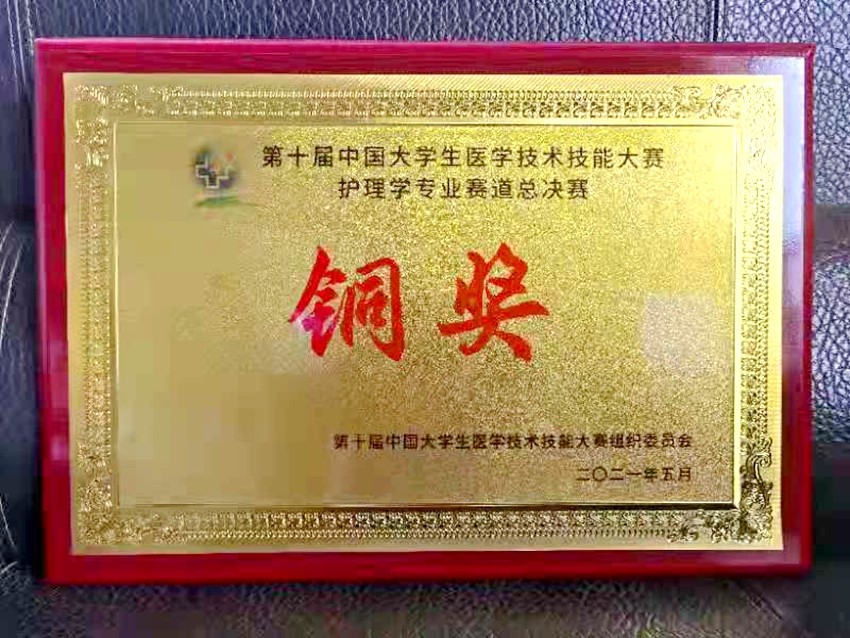 第十届中国大学生医学技术技能大赛
护理学专业赛道总决赛
铜奖
第十届中国大学生医学技术技能大赛组织委员会
二〇二一年五月